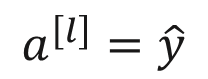 a^[l] = ŷ